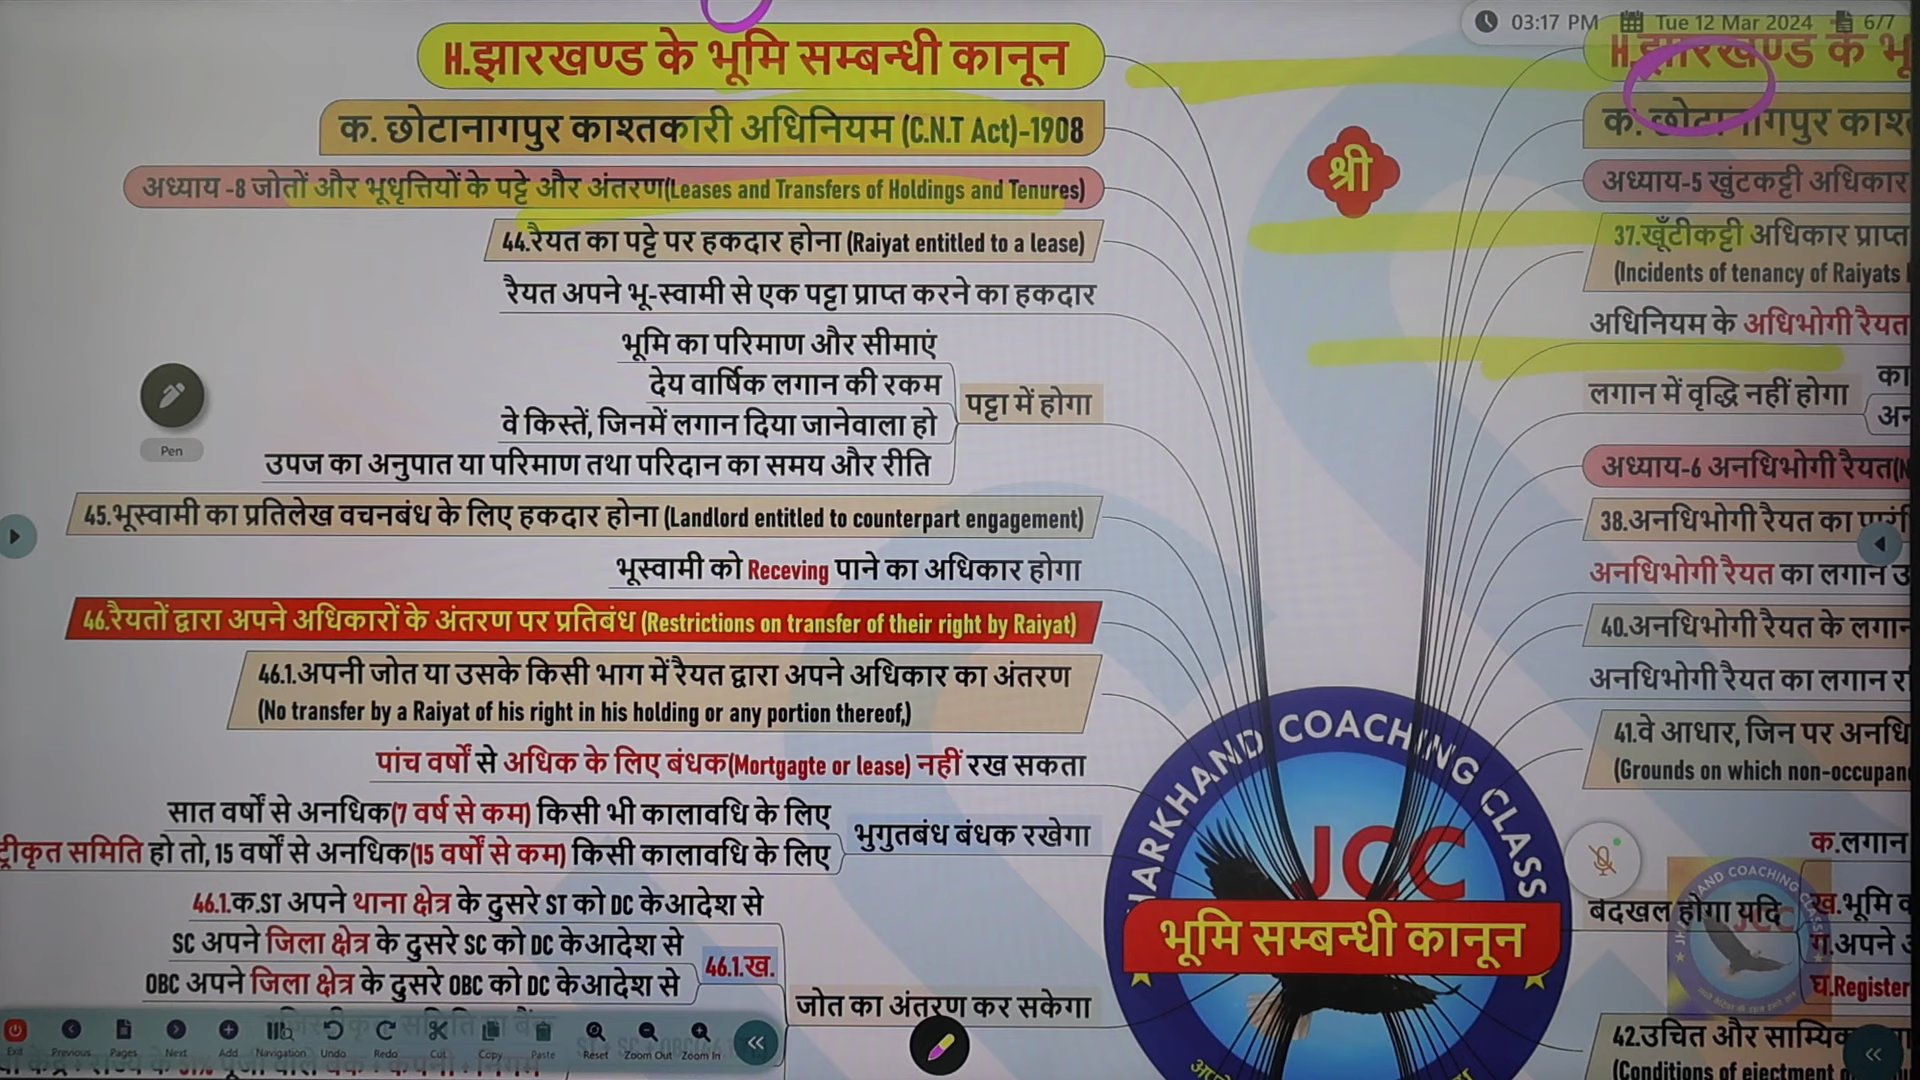 03:17 PM Tue 12 Mar 2024 6/7
H.झारखण्ड के भूमि सम्बन्धी कानून
क. छोटानागपुर काश्तकारी अधिनियम (C.N.T Act)-1908
अध्याय -8 जोतों और भूधृत्तियों के पट्टे और अंतरण(Leases and Transfers of Holdings and Tenures)
44.रैयत का पट्टे पर हकदार होना (Raiyat entitled to a lease)
रैयत अपने भू-स्वामी से एक पट्टा प्राप्त करने का हकदार
भूमि का परिमाण और सीमाएं
देय वार्षिक लगान की रकम
वे किस्तें, जिनमें लगान दिया जानेवाला हो
उपज का अनुपात या परिमाण तथा परिदान का समय और रीति
पट्टा में होगा
45.भूस्वामी का प्रतिलेख वचनबंध के लिए हकदार होना (Landlord entitled to counterpart engagement)
भूस्वामी को Receving पाने का अधिकार होगा
46.रैयतों द्वारा अपने अधिकारों के अंतरण पर प्रतिबंध (Restrictions on transfer of their right by Raiyat)
46.1.अपनी जोत या उसके किसी भाग में रैयत द्वारा अपने अधिकार का अंतरण
(No transfer by a Raiyat of his right in his holding or any portion thereof,)
पांच वर्षों से अधिक के लिए बंधक(Mortgagte or lease) नहीं रख सकता
सात वर्षों से अनधिक(7 वर्ष से कम) किसी भी कालावधि के लिए
ट्रीकृत समिति हो तो, 15 वर्षों से अनधिक(15 वर्षों से कम) किसी कालावधि के लिए
भुगुतबंध बंधक रखेगा
46.1.क.ST अपने थाना क्षेत्र के दुसरे ST को DC के आदेश से
SC अपने जिला क्षेत्र के दुसरे SC को DC के आदेश से
OBC अपने जिला क्षेत्र के दुसरे OBC को DC के आदेश से
46.1.ख.
जोत का अंतरण कर सकेगा
श्री
JHARKHAND COACHING CLASS
JCC
भूमि सम्बन्धी कानून
H.झारखण्ड के भू
क. छोटानागपुर काश्त
अध्याय-5 खुंटकट्टी अधिकार
37.खूँटीकट्टी अधिकार प्राप्त
(Incidents of tenancy of Raiyats
अधिनियम के अधिभोगी रैयत
लगान में वृद्धि नहीं होगा
का
अन
अध्याय-6 अनधिभोगी रैयत(N
38.अनधिभोगी रैयत का
अनधिभोगी रैयत का लगान
40.अनधिभोगी रैयत के लगान
अनधिभोगी रैयत का लगान
41.वे आधार, जिन पर अनधि
(Grounds on which non-occupan
क.लगान
बेदखल होगा यदि
ख.भूमि
ग.अपने
घ.Register
42.उचित और
(Conditions of ejectment
Pen
Exit Previous Pages Next Add Navigation Undo Redo Cut Copy Paste Reset Zoom Out Zoom In